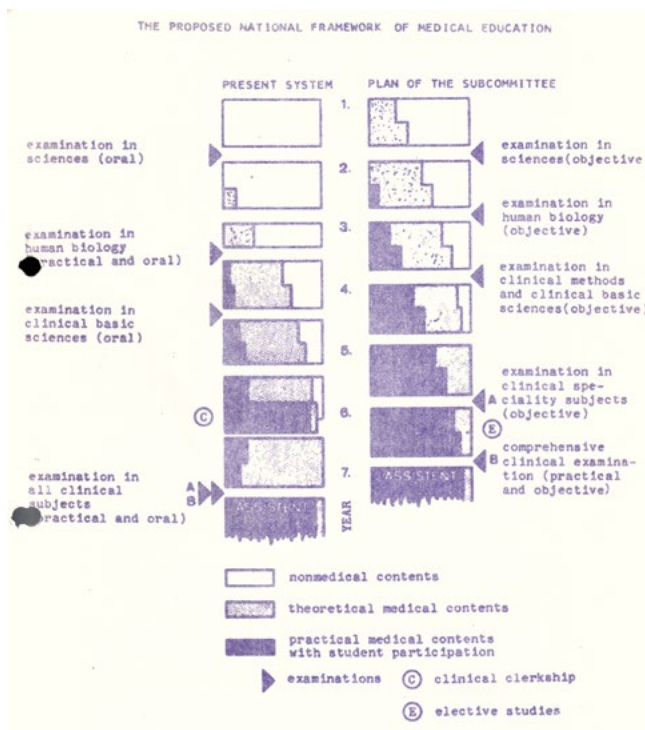 THE PROPOSED NATIONAL FRAMEWORK OF MEDICAL EDUCATION
PRESENT SYSTEM
PLAN OF THE SUBCOMMITTEE
examination in
sciences (oral)
examination in
human biology
practical and oral)
examination in
clinical basic
sciences (oral)
C
examination in
all clinical
subjects
practical and oral)
A
B
ASSISTENT
1.
2.
3.
4.
5.
6.
7.
YEAR
examination in
sciences(objective
examination in
human biology
(objective)
examination in
clinical methods
and clinical basic
sciences(objective)
examination in
clinical spe-
A ciality subjects
(objective)
E
comprehensive
B clinical examina-
tion (practical
and objective)
ASSISTENT
nonmedical contents
theoretical medical contents
practical medical contents
with student participation
examinations
C clinical clerkship
E elective studies